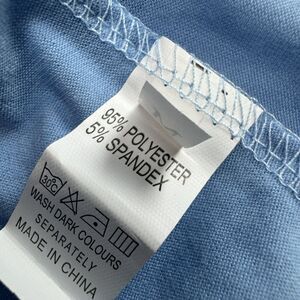 M
95% POLYESTER
5% SPANDEX
30°C
WASH DARK COLOURS
SEPARATELY
MADE IN CHINA